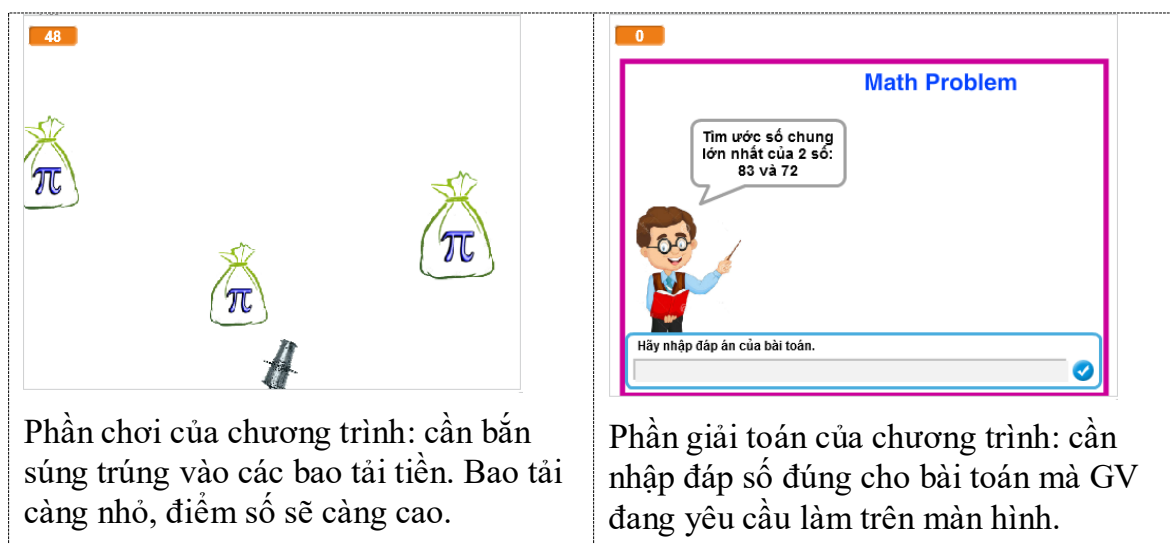 48
π
π
π
Phần chơi của chương trình: cần bắn
súng trúng vào các bao tải tiền. Bao tải
càng nhỏ, điểm số sẽ càng cao.
0
Math Problem
Tìm ước số chung
lớn nhất của 2 số:
83 và 72
Hãy nhập đáp án của bài toán.
Phần giải toán của chương trình: cần
nhập đáp số đúng cho bài toán mà GV
đang yêu cầu làm trên màn hình.